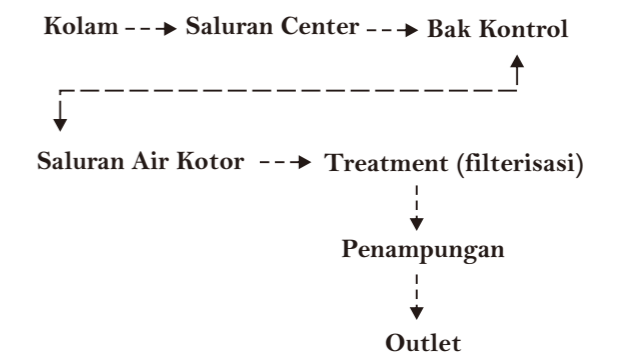 Kolam Saluran Center Bak Kontrol
Saluran Air Kotor Treatment (filterisasi)
Penampungan
Outlet